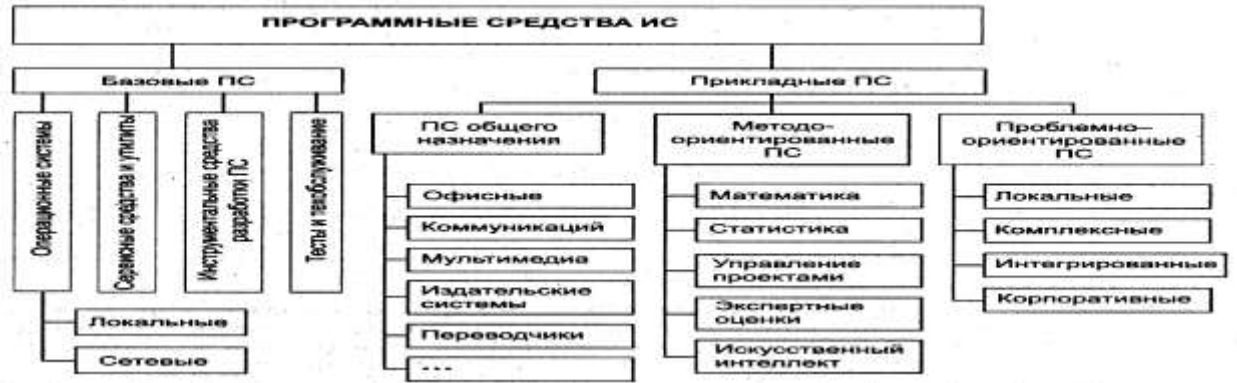 ПРОГРАММНЫЕ СРЕДСТВА ИС
Базовые ПС
Прикладные ПС
Операционные системы
Сервисные средства и утилиты
Инструментальные средства
разработки ПС
Тесты и техобслуживание
Локальные
Сетевые
ПС общего
назначения
Офисные
Коммуникаций
Мультимедиа
Издательские
системы
Переводчики
---
Методо-
ориентированные
ПС
Математика
Статистика
Управление
проектами
Экспертные
оценки
Искусственный
интеллект
Проблемно–
ориентированные
ПС
Локальные
Комплексные
Интегрированные
Корпоративные